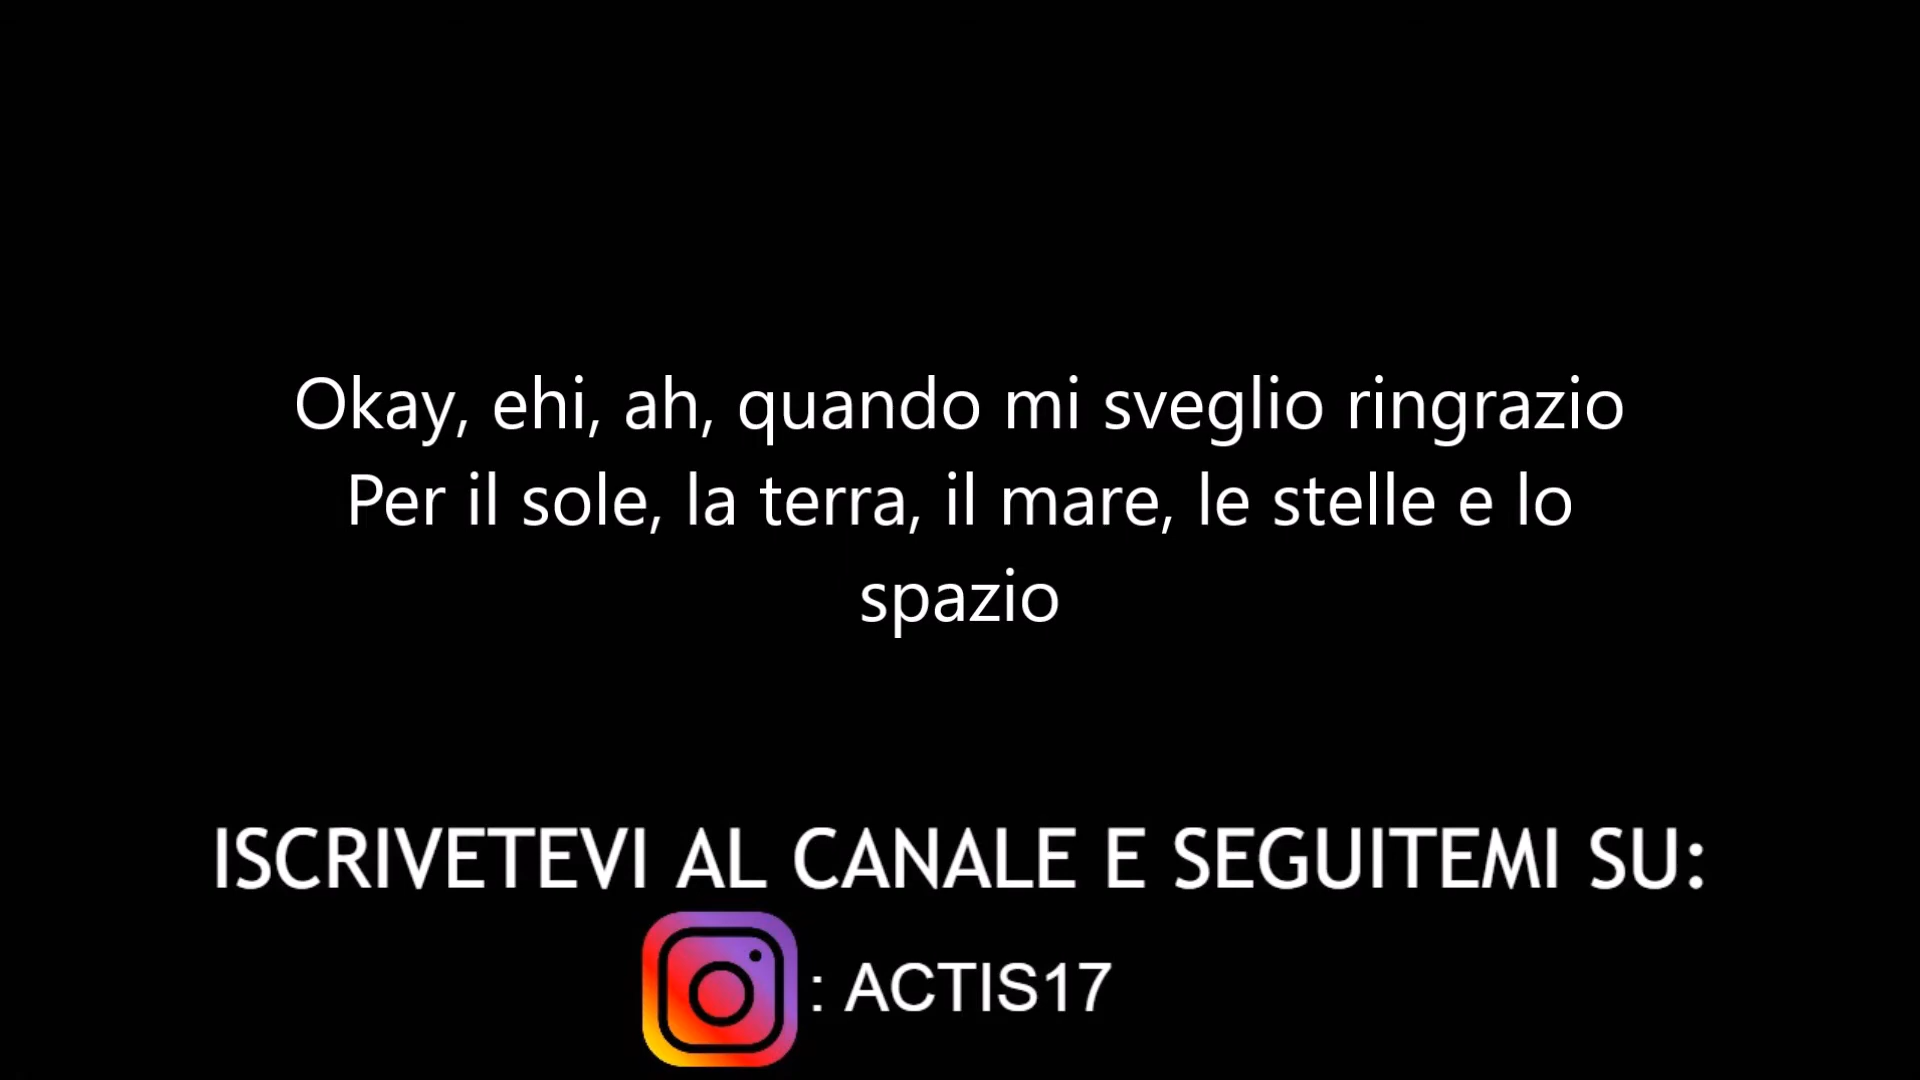 Okay, ehi, ah, quando mi sveglio ringrazio
Per il sole, la terra, il mare, le stelle e lo
spazio
ISCRIVETEVI AL CANALE E SEGUITEMI SU:
: ACTIS17